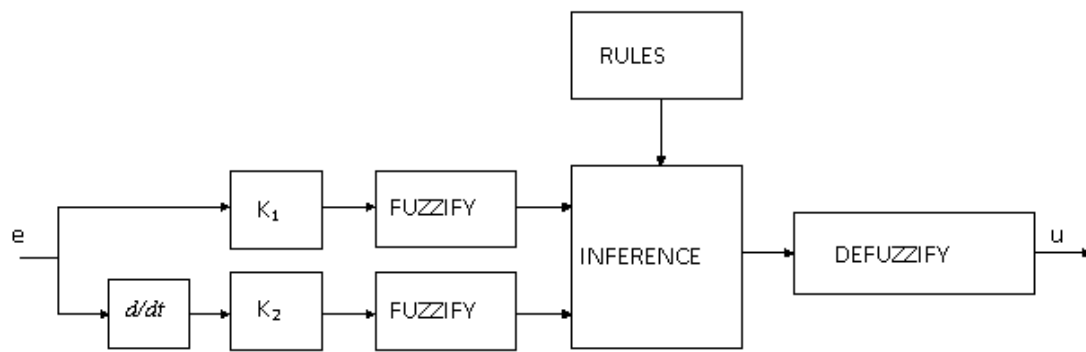 RULES
e
K₁
FUZZIFY
d/dt
K₂
FUZZIFY
INFERENCE
DEFUZZIFY
u